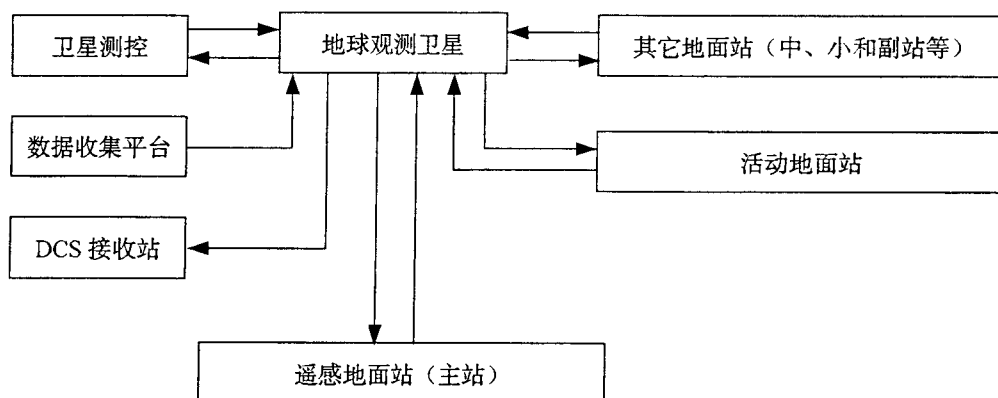 卫星测控
地球观测卫星
其它地面站（中、小和副站等）
数据收集平台
活动地面站
DCS 接收站
遥感地面站（主站）